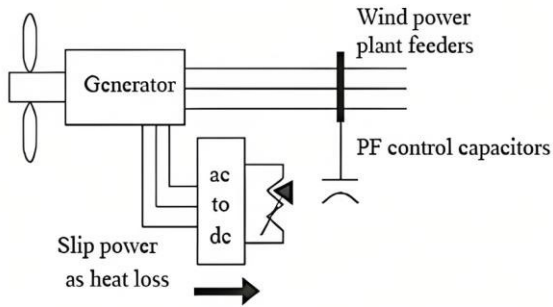 Wind power
plant feeders
Generator
PF control capacitors
ac
to
dc
Slip power
as heat loss